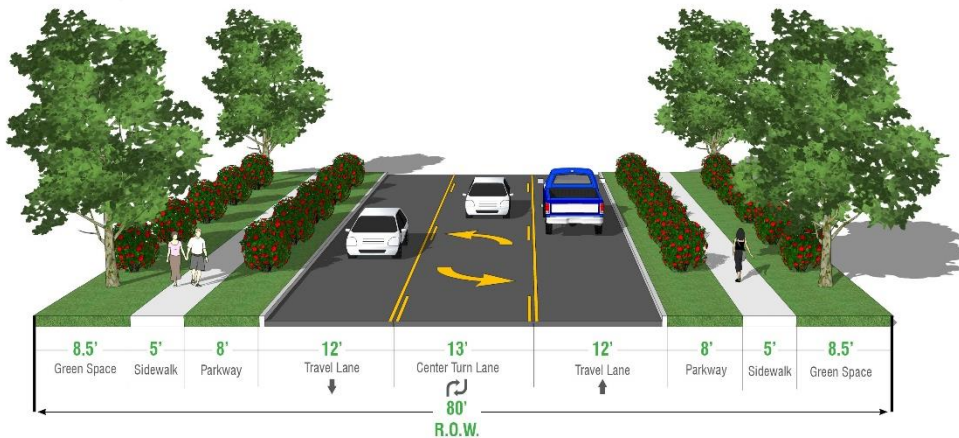 8.5' 5' 8' 12' 13' 12' 8' 5' 8.5'
Green Space Sidewalk Parkway Travel Lane Center Turn Lane Travel Lane Parkway Sidewalk Green Space
80'
R.O.W.